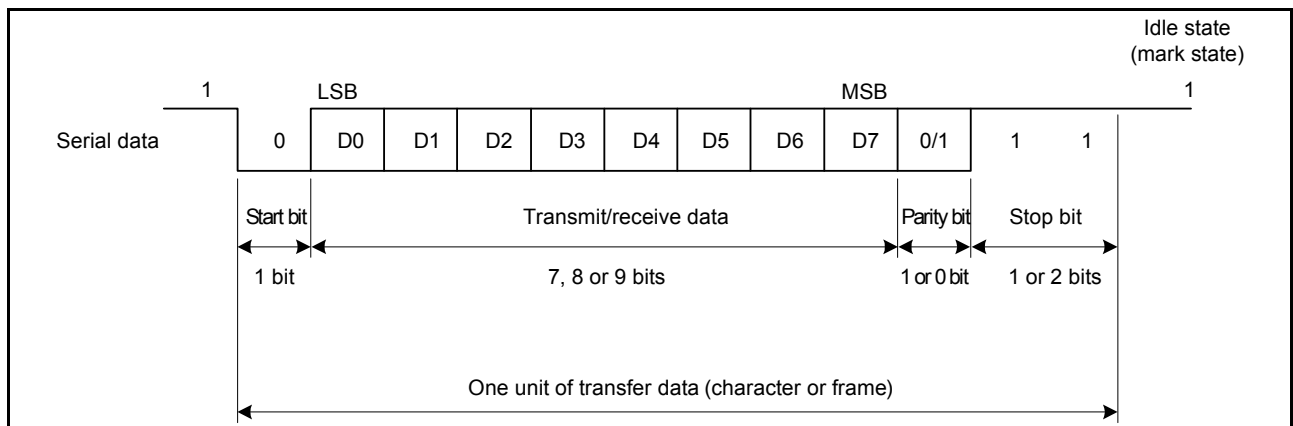 Idle state
(mark state)
1 LSB MSB 1
Serial data 0 D0 D1 D2 D3 D4 D5 D6 D7 0/1 1 1
Start bit Transmit/receive data Parity bit Stop bit
1 bit 7, 8 or 9 bits 1 or 0 bit 1 or 2 bits
One unit of transfer data (character or frame)